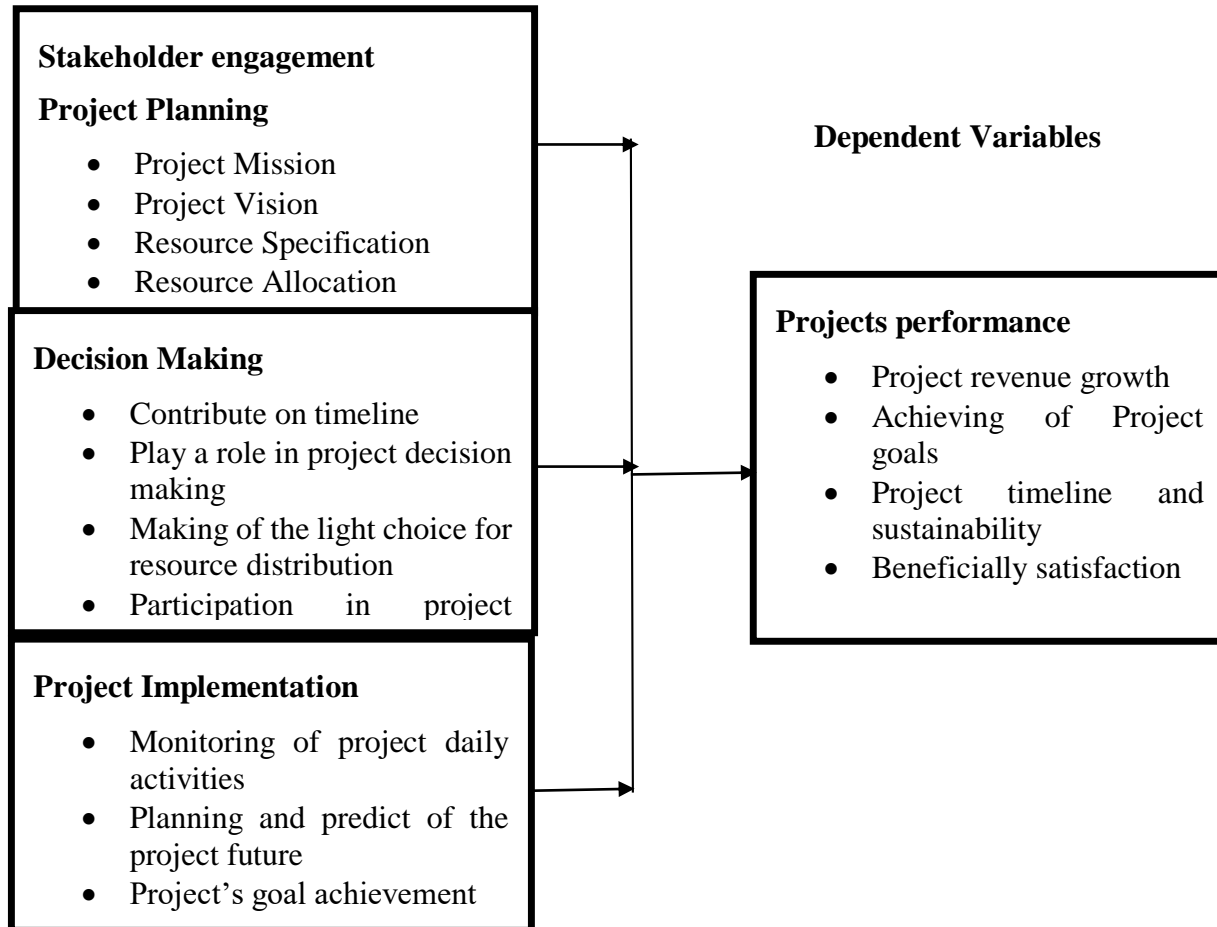 Stakeholder engagement
Project Planning
• Project Mission
• Project Vision
• Resource Specification
• Resource Allocation
Decision Making
• Contribute on timeline
• Play a role in project decision
making
• Making of the light choice for
resource distribution
• Participation in project
Project Implementation
• Monitoring of project daily
activities
• Planning and predict of the
project future
• Project’s goal achievement
Dependent Variables
Projects performance
• Project revenue growth
• Achieving of Project
goals
• Project timeline and
sustainability
• Beneficially satisfaction